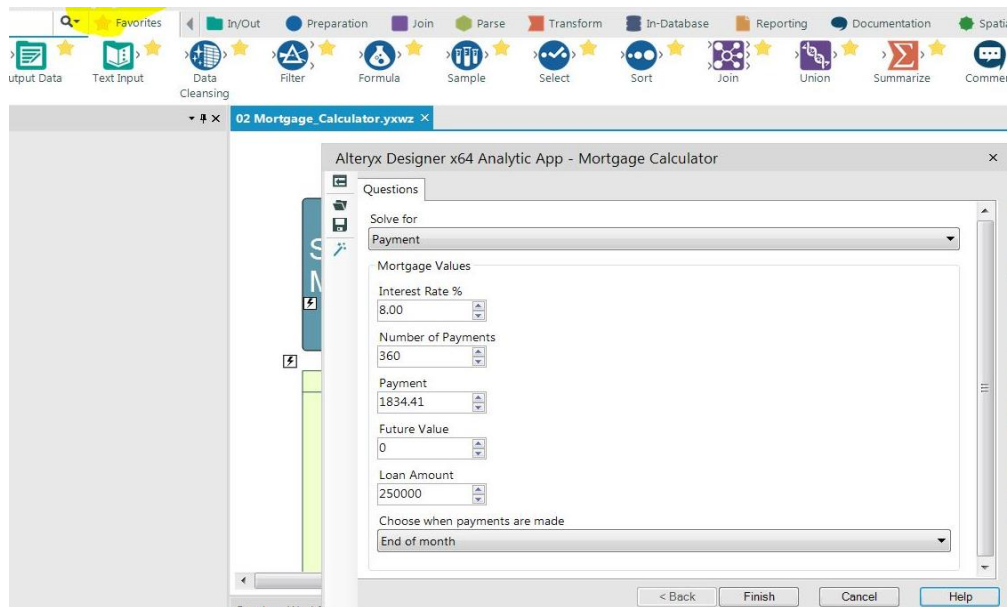 Favorites In/Out Preparation Join Parse Transform In-Database Reporting Documentation Spatia
utput Data Text Input Data Cleansing Filter Formula Sample Select Sort Join Union Summarize Commen
02 Mortgage_Calculator.yxwz
Alteryx Designer x64 Analytic App - Mortgage Calculator
Questions
Solve for
Payment
S
M
Mortgage Values
Interest Rate %
8.00
Number of Payments
360
Payment
1834.41
Future Value
0
Loan Amount
250000
Choose when payments are made
End of month
< Back Finish Cancel Help